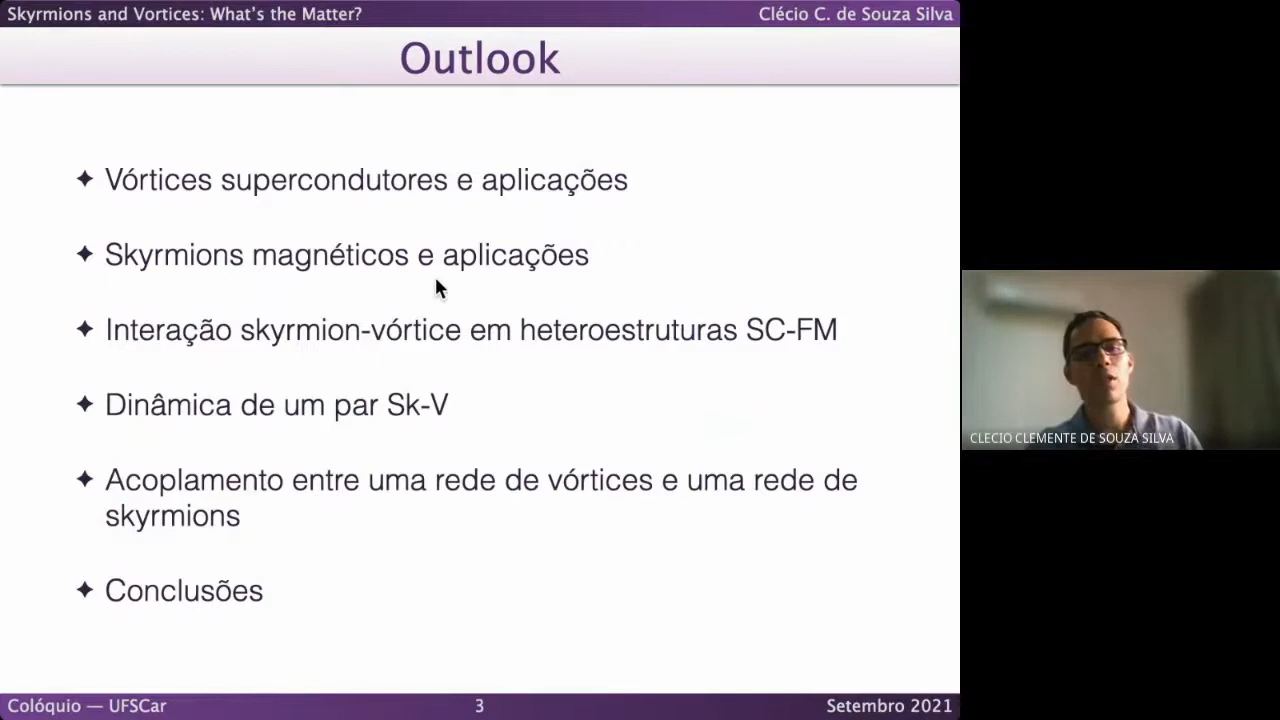 Skyrmions and Vortices: What's the Matter?
Clécio C. de Souza Silva
Outlook
✦ Vórtices supercondutores e aplicações
✦ Skyrmions magnéticos e aplicações
✦ Interação skyrmion-vórtice em heteroestruturas SC-FM
✦ Dinâmica de um par Sk-V
✦ Acoplamento entre uma rede de vórtices e uma rede de
skyrmions
✦ Conclusões
CLECIO CLEMENTE DE SOUZA SILVA
Colóquio — UFSCar
3
Setembro 2021